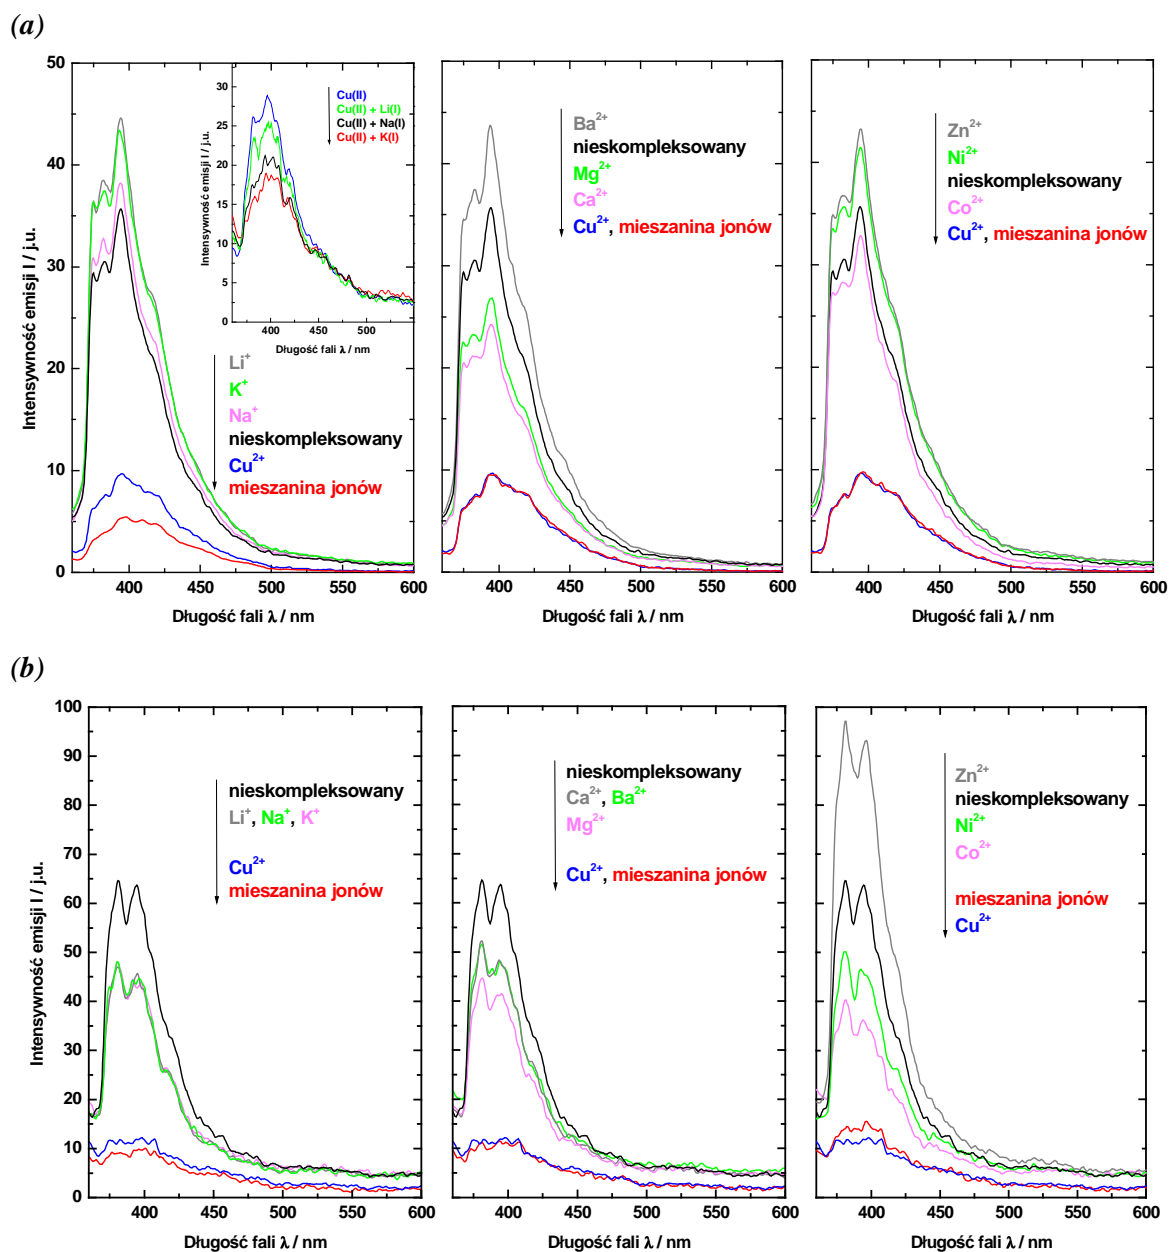 (a)
Intensywność emisji I / j.u.
50
40
30
20
10
0
400
450
500
550
600
Długość fali λ / nm
Li⁺
K⁺
Na⁺
nieskompleksowany
Cu²⁺
mieszanina jonów
Intensywność emisji I / j.u.
30
25
20
15
10
5
0
400
450
500
Długość fali λ / nm
Cu(II)
Cu(II) + Li(I)
Cu(II) + Na(I)
Cu(II) + K(I)
Ba²⁺
nieskompleksowany
Mg²⁺
Ca²⁺
Cu²⁺, mieszanina jonów
400
450
500
550
600
Długość fali λ / nm
Zn²⁺
Ni²⁺
nieskompleksowany
Co²⁺
Cu²⁺, mieszanina jonów
400
450
500
550
600
Długość fali λ / nm
(b)
Intensywność emisji I / j.u.
100
90
80
70
60
50
40
30
20
10
0
nieskompleksowany
Li⁺, Na⁺, K⁺
Cu²⁺
mieszanina jonów
400
450
500
550
600
Długość fali λ / nm
nieskompleksowany
Ca²⁺, Ba²⁺
Mg²⁺
Cu²⁺, mieszanina jonów
400
450
500
550
600
Długość fali λ / nm
Zn²⁺
nieskompleksowany
Ni²⁺
Co²⁺
mieszanina jonów
Cu²⁺
400
450
500
550
600
Długość fali λ / nm